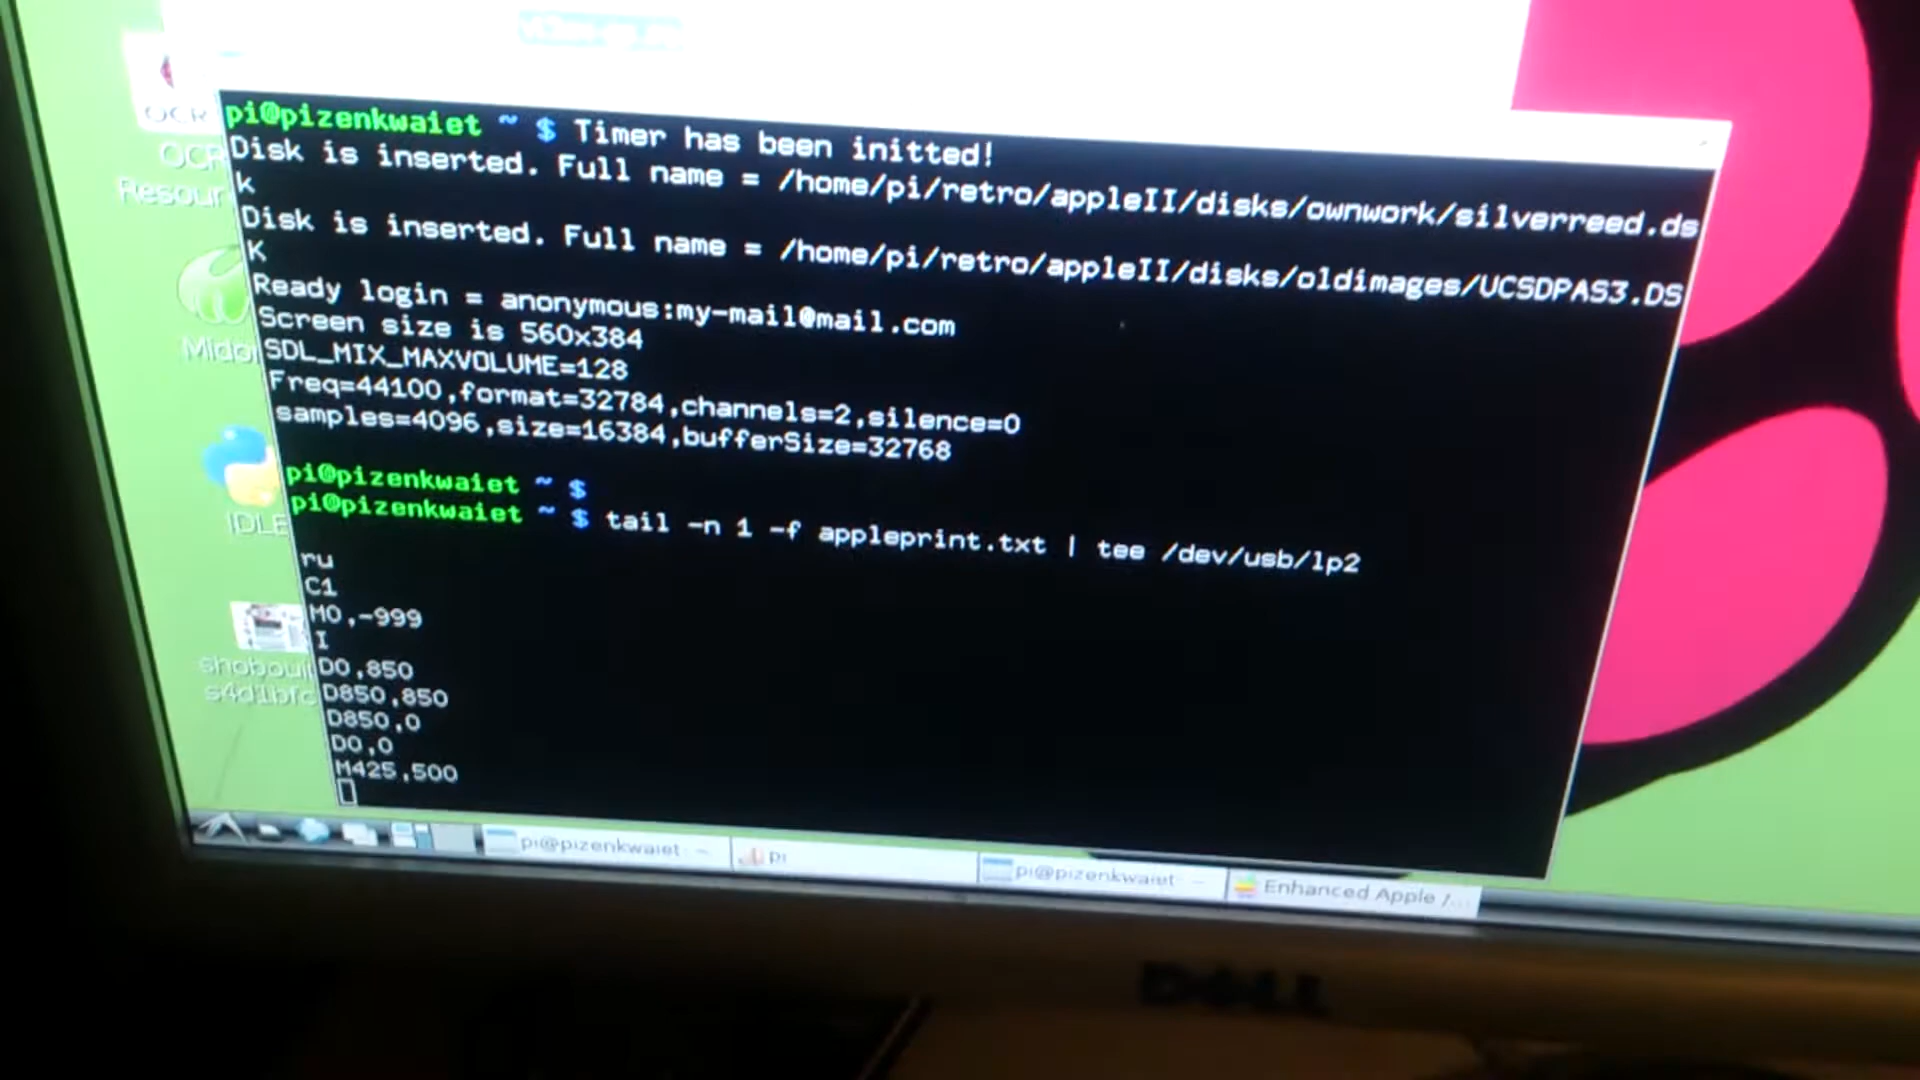 OCR
OCR
Resour
Mido
IDLE
shoboui
s4d1bfc
pi@pizenkwaiet ~ $ Timer has been initted!
Disk is inserted. Full name = /home/pi/retro/appleII/disks/ownwork/silverreed.ds
k
Disk is inserted. Full name = /home/pi/retro/appleII/disks/oldimages/UCSDPAS3.DS
K
Ready login = anonymous:my-mail@mail.com
Screen size is 560x384
SDL_MIX_MAXVOLUME=128
Freq=44100,format=32784,channels=2,silence=0
samples=4096,size=16384,bufferSize=32768
pi@pizenkwaiet ~ $
pi@pizenkwaiet ~ $ tail -n 1 -f appleprint.txt | tee /dev/usb/lp2
ru
C1
M0,-999
I
D0,850
D850,850
D850,0
D0,0
M425,500
pi@pizenkwaiet: ~
pi
pi@pizenkwaiet: ~
Enhanced Apple /...
DELL